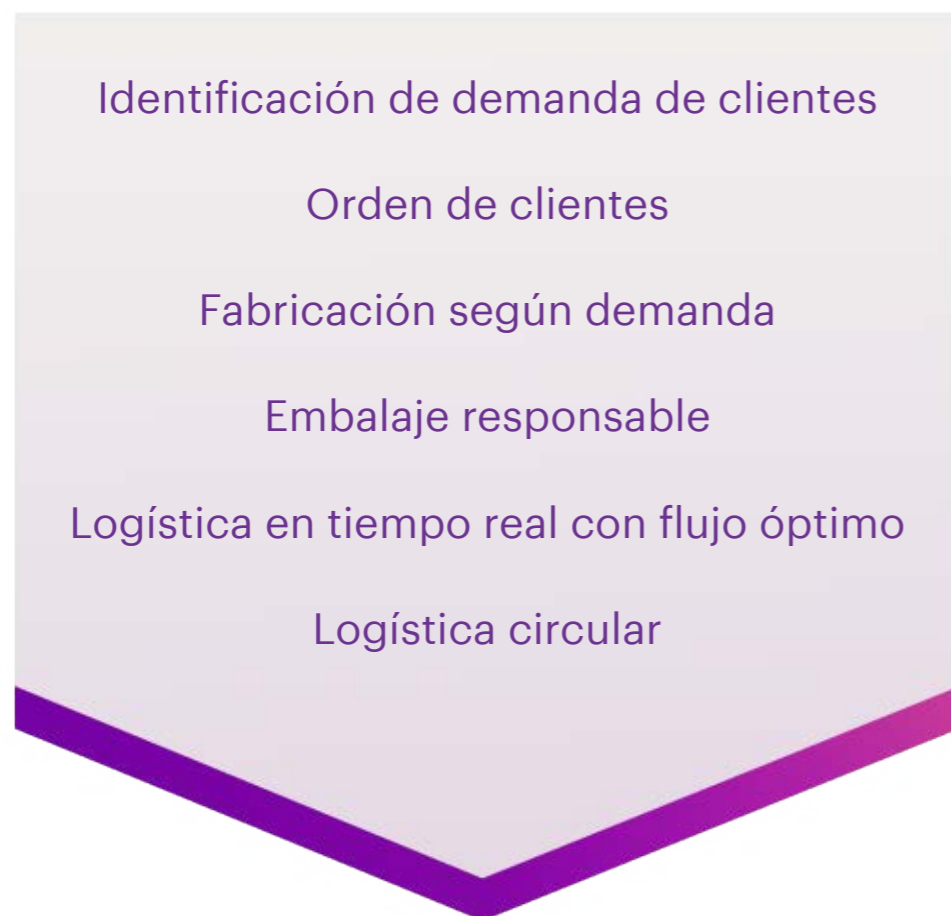 Identificación de demanda de clientes
Orden de clientes
Fabricación según demanda
Embalaje responsable
Logística en tiempo real con flujo óptimo
Logística circular